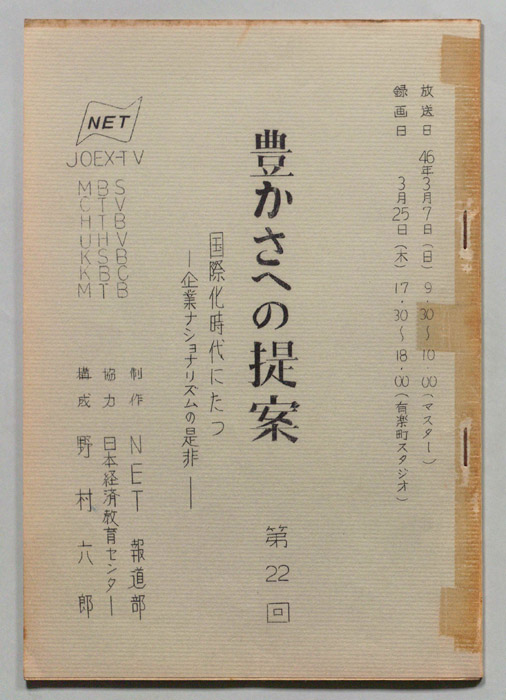 放送日 46年3月7日(日) 9・30〜10・00(マスター)
録画日 3月25日(木) 17・30〜18・00(有楽町スタジオ)
豊かさへの提案
第22回
国際化時代にたつ
—企業ナショナリズムの是非—
NET
JOEX-TV
MBS
CTV
HTB
UHV
KSB
KBC
MTB
制作 NET報道部
協力 日本経済教育センター
構成 野村六郎